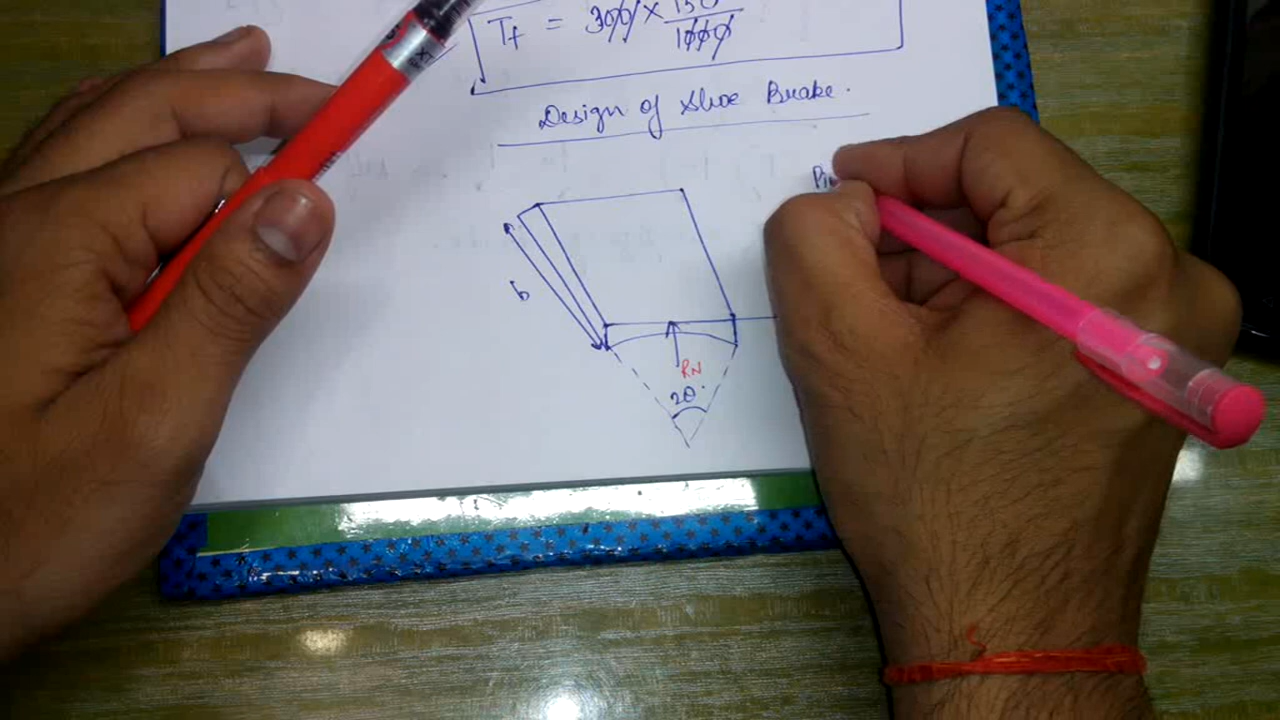 Tf = 300 × 150
1000
Design of Shoe Brake.
b
RN
2θ